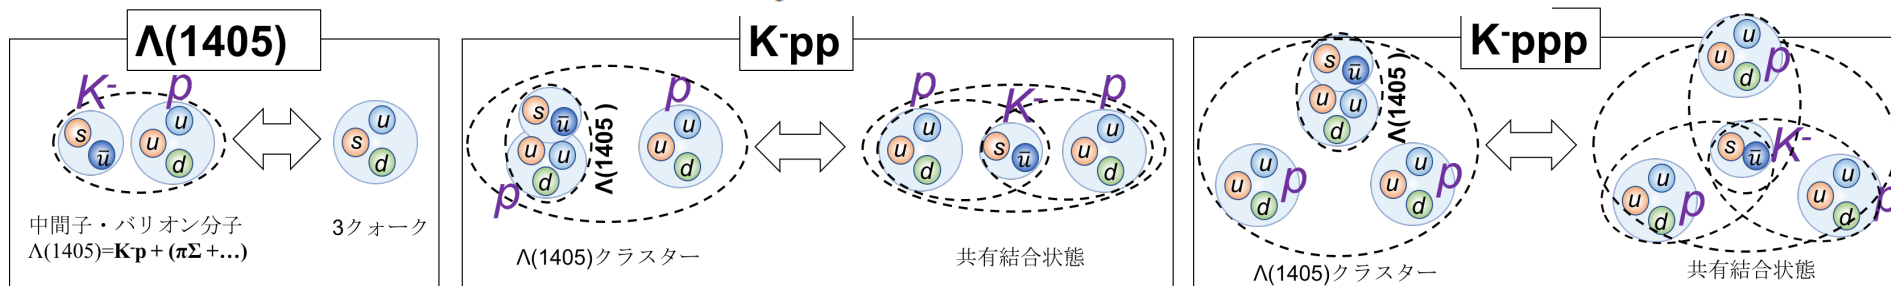 Λ(1405)
K⁻
p
s
ū
u
u
d
u
s
d
中間子・バリオン分子
Λ(1405)=K⁻p + (πΣ +…)
3クォーク
K⁻pp
s
ū
u
u
d
p
Λ(1405)
p
u
u
d
Λ(1405)クラスター
p
u
u
d
K⁻
s
ū
p
u
u
d
共有結合状態
K⁻ppp
s
ū
u
u
d
Λ(1405)
u
u
d
p
u
u
d
p
Λ(1405)クラスター
u
u
d
p
s
ū
K⁻
u
u
d
p
u
u
d
p
共有結合状態